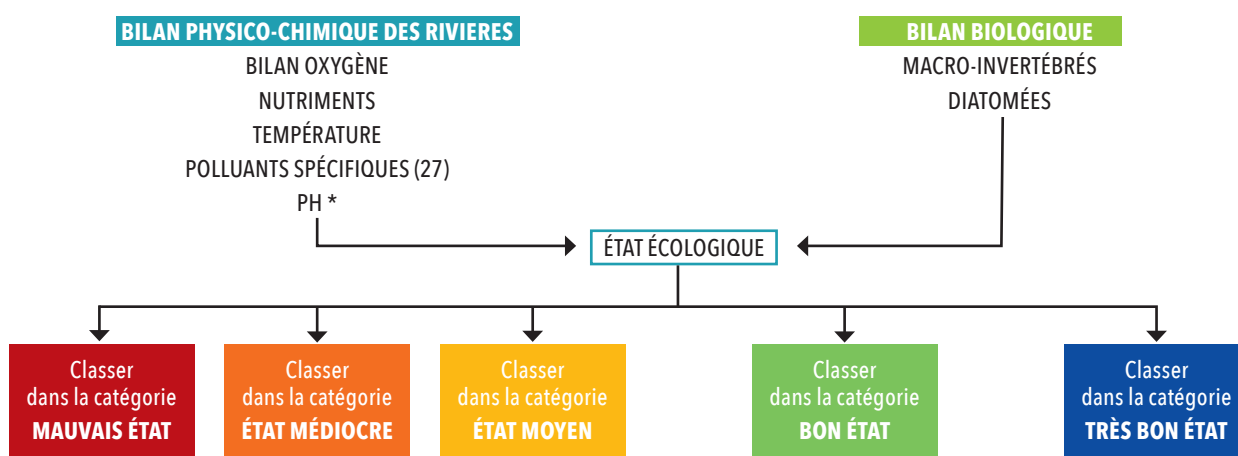 BILAN PHYSICO-CHIMIQUE DES RIVIERES
BILAN OXYGÈNE
NUTRIMENTS
TEMPÉRATURE
POLLUANTS SPÉCIFIQUES (27)
PH *
BILAN BIOLOGIQUE
MACRO-INVERTÉBRÉS
DIATOMÉES
ÉTAT ÉCOLOGIQUE
Classer
dans la catégorie
MAUVAIS ÉTAT
Classer
dans la catégorie
ÉTAT MÉDIOCRE
Classer
dans la catégorie
ÉTAT MOYEN
Classer
dans la catégorie
BON ÉTAT
Classer
dans la catégorie
TRÈS BON ÉTAT